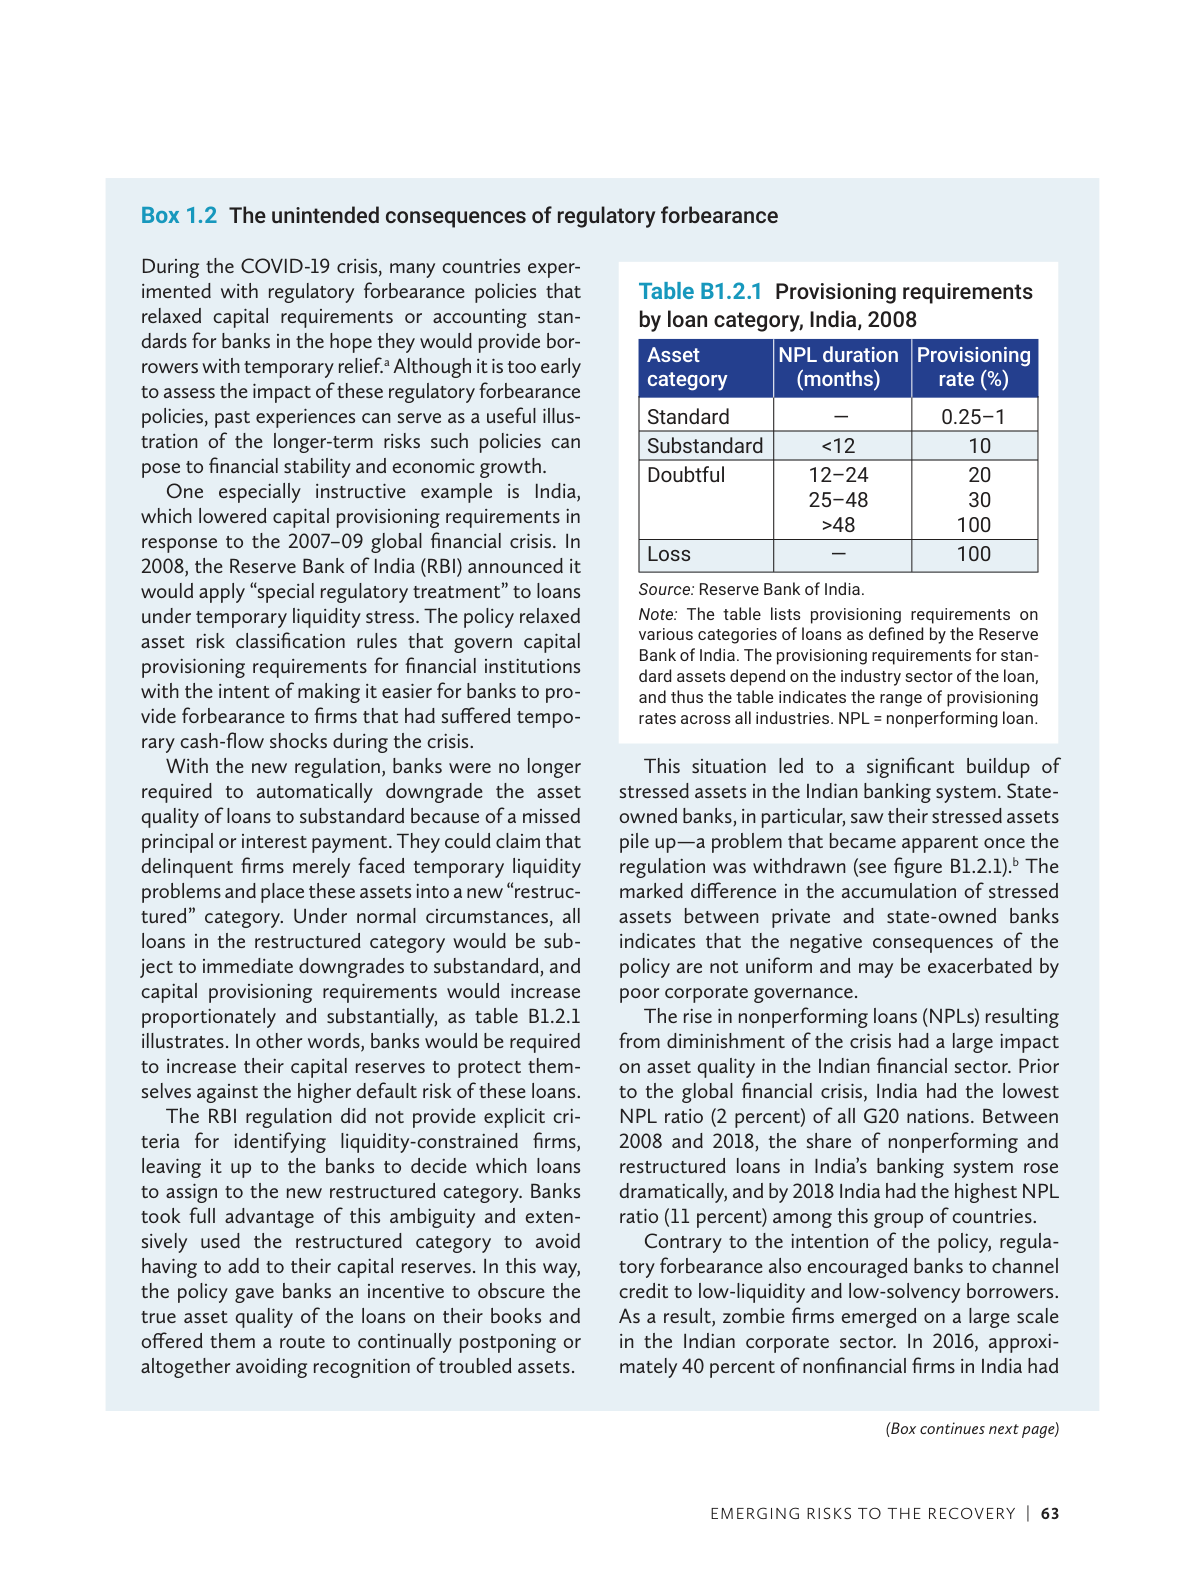 Box 1.2 The unintended consequences of regulatory forbearance
During the COVID-19 crisis, many countries exper-
imented with regulatory forbearance policies that
relaxed capital requirements or accounting stan-
dards for banks in the hope they would provide bor-
rowers with temporary relief.a Although it is too early
to assess the impact of these regulatory forbearance
policies, past experiences can serve as a useful illus-
tration of the longer-term risks such policies can
pose to financial stability and economic growth.
One especially instructive example is India,
which lowered capital provisioning requirements in
response to the 2007–09 global financial crisis. In
2008, the Reserve Bank of India (RBI) announced it
would apply “special regulatory treatment” to loans
under temporary liquidity stress. The policy relaxed
asset risk classification rules that govern capital
provisioning requirements for financial institutions
with the intent of making it easier for banks to pro-
vide forbearance to firms that had suffered tempo-
rary cash-flow shocks during the crisis.
With the new regulation, banks were no longer
required to automatically downgrade the asset
quality of loans to substandard because of a missed
principal or interest payment. They could claim that
delinquent firms merely faced temporary liquidity
problems and place these assets into a new “restruc-
tured” category. Under normal circumstances, all
loans in the restructured category would be sub-
ject to immediate downgrades to substandard, and
capital provisioning requirements would increase
proportionately and substantially, as table B1.2.1
illustrates. In other words, banks would be required
to increase their capital reserves to protect them-
selves against the higher default risk of these loans.
The RBI regulation did not provide explicit cri-
teria for identifying liquidity-constrained firms,
leaving it up to the banks to decide which loans
to assign to the new restructured category. Banks
took full advantage of this ambiguity and exten-
sively used the restructured category to avoid
having to add to their capital reserves. In this way,
the policy gave banks an incentive to obscure the
true asset quality of the loans on their books and
offered them a route to continually postponing or
altogether avoiding recognition of troubled assets.
Table B1.2.1 Provisioning requirements
by loan category, India, 2008
Asset category NPL duration (months) Provisioning rate (%)
Standard — 0.25–1
Substandard <12 10
Doubtful 12–24 20
25–48 30
>48 100
Loss — 100
Source: Reserve Bank of India.
Note: The table lists provisioning requirements on
various categories of loans as defined by the Reserve
Bank of India. The provisioning requirements for stan-
dard assets depend on the industry sector of the loan,
and thus the table indicates the range of provisioning
rates across all industries. NPL = nonperforming loan.
This situation led to a significant buildup of
stressed assets in the Indian banking system. State-
owned banks, in particular, saw their stressed assets
pile up—a problem that became apparent once the
regulation was withdrawn (see figure B1.2.1).b The
marked difference in the accumulation of stressed
assets between private and state-owned banks
indicates that the negative consequences of the
policy are not uniform and may be exacerbated by
poor corporate governance.
The rise in nonperforming loans (NPLs) resulting
from diminishment of the crisis had a large impact
on asset quality in the Indian financial sector. Prior
to the global financial crisis, India had the lowest
NPL ratio (2 percent) of all G20 nations. Between
2008 and 2018, the share of nonperforming and
restructured loans in India’s banking system rose
dramatically, and by 2018 India had the highest NPL
ratio (11 percent) among this group of countries.
Contrary to the intention of the policy, regula-
tory forbearance also encouraged banks to channel
credit to low-liquidity and low-solvency borrowers.
As a result, zombie firms emerged on a large scale
in the Indian corporate sector. In 2016, approxi-
mately 40 percent of nonfinancial firms in India had
(Box continues next page)
EMERGING RISKS TO THE RECOVERY | 63